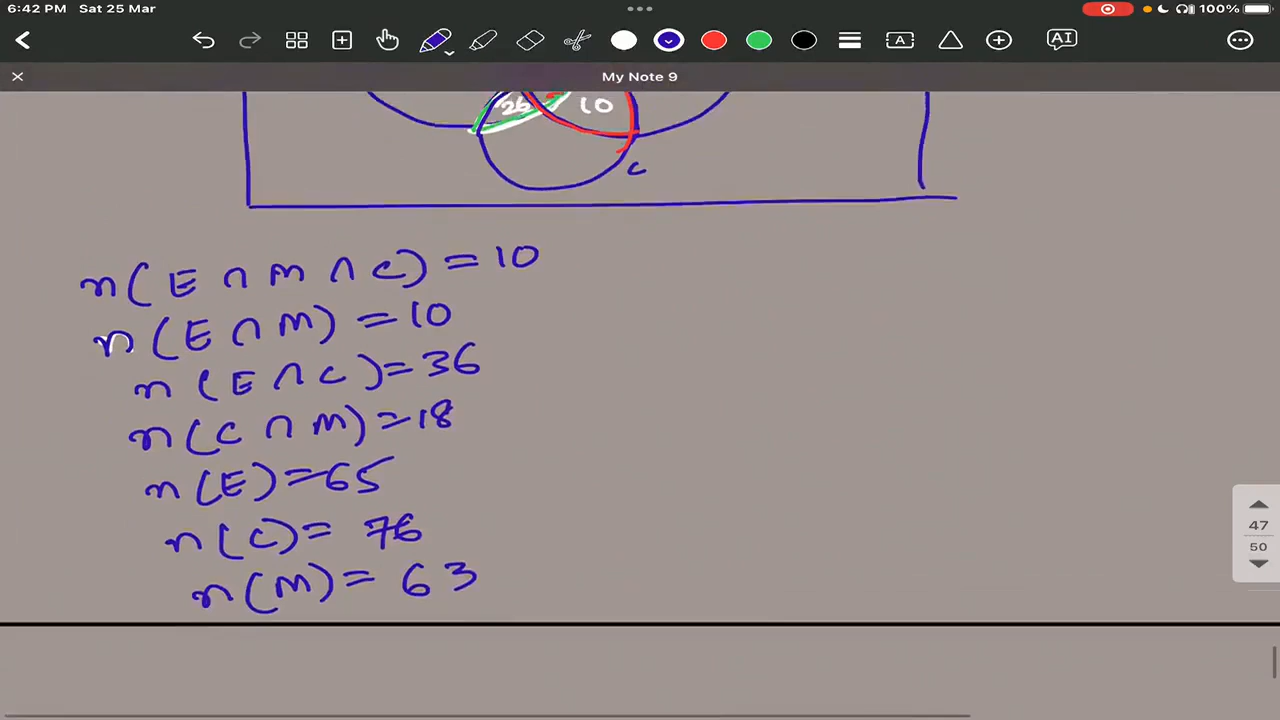 6:42 PM Sat 25 Mar
100%
A
AI
My Note 9
26 10
C
n(E ∩ M ∩ C) = 10
n(E ∩ M) = 10
n(E ∩ C) = 36
n(C ∩ M) = 18
n(E) = 65
n(C) = 76
n(M) = 63
47
50